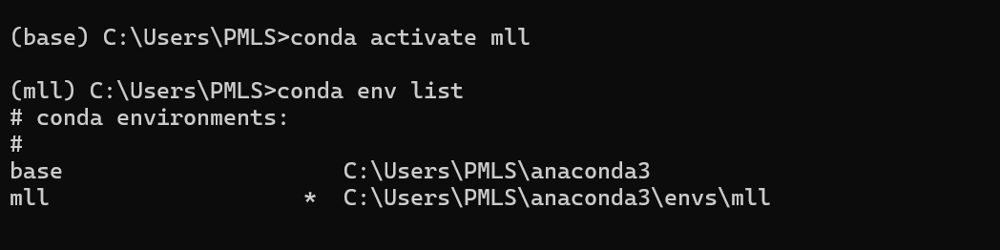 (base) C:\Users\PMLS>conda activate mll
(mll) C:\Users\PMLS>conda env list
# conda environments:
#
base                     C:\Users\PMLS\anaconda3
mll                   *  C:\Users\PMLS\anaconda3\envs\mll